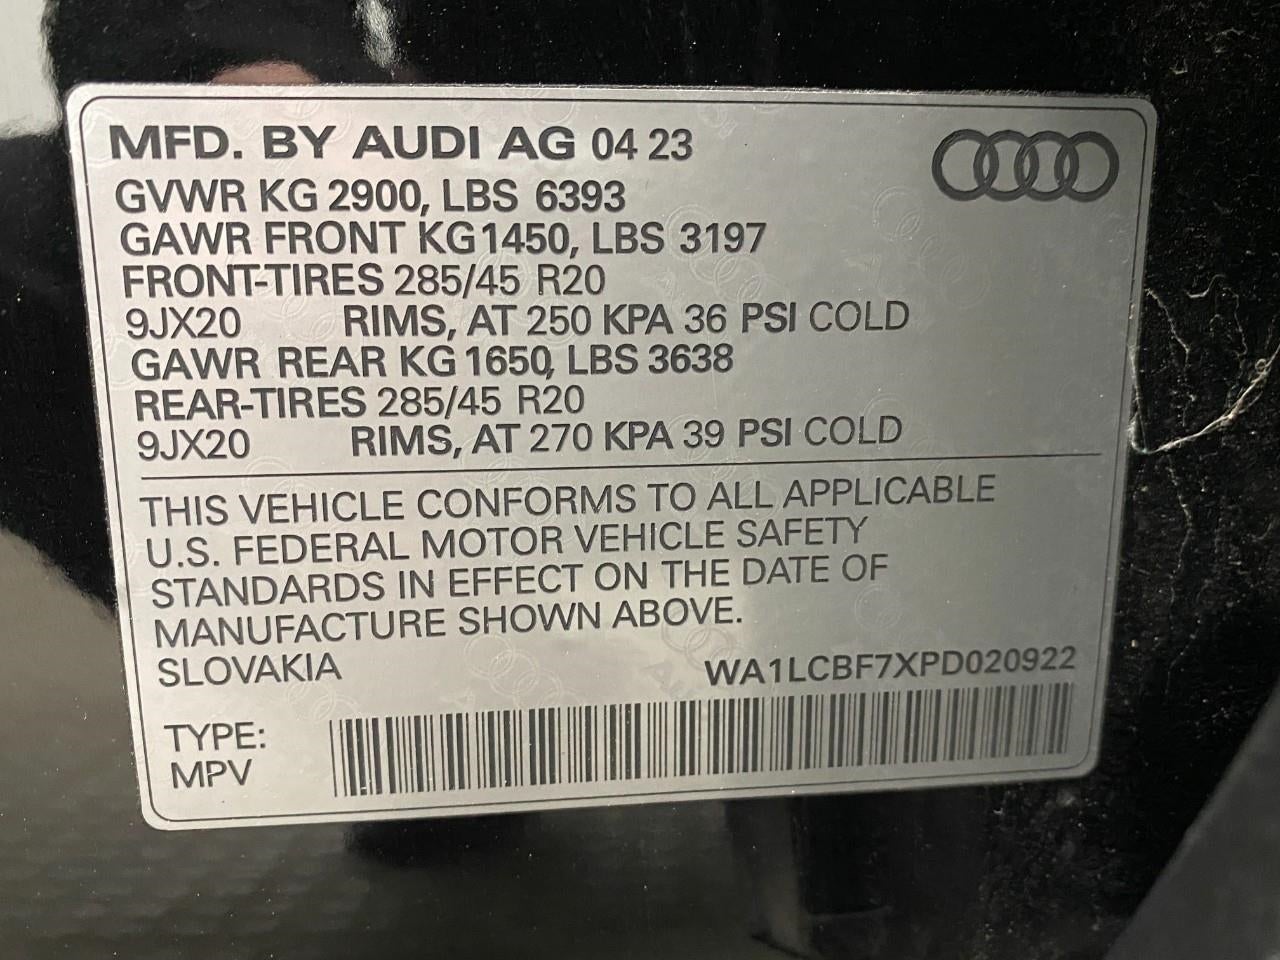 MFD. BY AUDI AG 04 23
GVWR KG 2900, LBS 6393
GAWR FRONT KG 1450, LBS 3197
FRONT-TIRES 285/45 R20
9JX20 RIMS, AT 250 KPA 36 PSI COLD
GAWR REAR KG 1650, LBS 3638
REAR-TIRES 285/45 R20
9JX20 RIMS, AT 270 KPA 39 PSI COLD
THIS VEHICLE CONFORMS TO ALL APPLICABLE
U.S. FEDERAL MOTOR VEHICLE SAFETY
STANDARDS IN EFFECT ON THE DATE OF
MANUFACTURE SHOWN ABOVE.
SLOVAKIA WA1LCBF7XPD020922
TYPE:
MPV